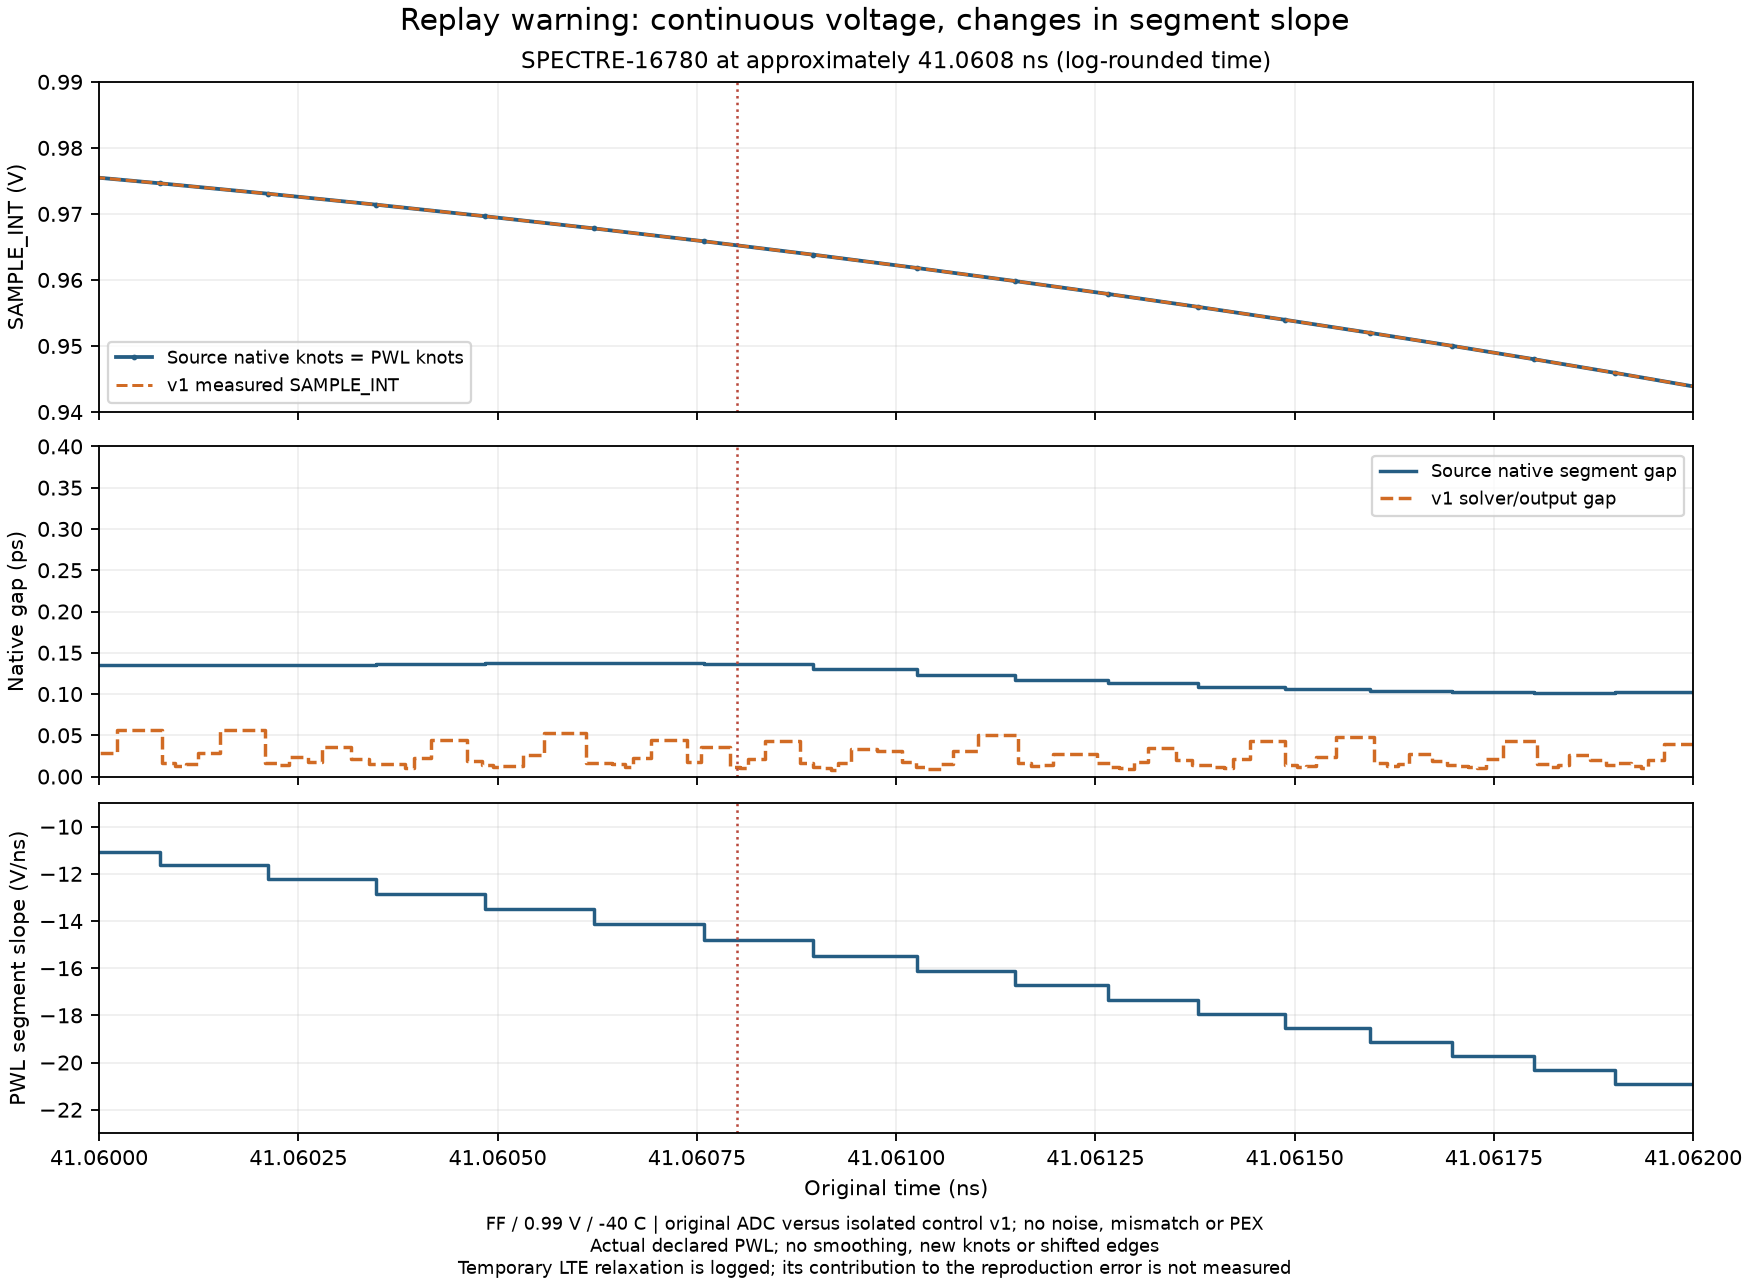 Replay warning: continuous voltage, changes in segment slope
SPECTRE-16780 at approximately 41.0608 ns (log-rounded time)
0.99
0.98
0.97
0.96
0.95
0.94
SAMPLE_INT (V)
Source native knots = PWL knots
v1 measured SAMPLE_INT
0.40
0.35
0.30
0.25
0.20
0.15
0.10
0.05
0.00
Native gap (ps)
Source native segment gap
v1 solver/output gap
−10
−12
−14
−16
−18
−20
−22
PWL segment slope (V/ns)
41.06000 41.06025 41.06050 41.06075 41.06100 41.06125 41.06150 41.06175 41.06200
Original time (ns)
FF / 0.99 V / -40 C | original ADC versus isolated control v1; no noise, mismatch or PEX
Actual declared PWL; no smoothing, new knots or shifted edges
Temporary LTE relaxation is logged; its contribution to the reproduction error is not measured